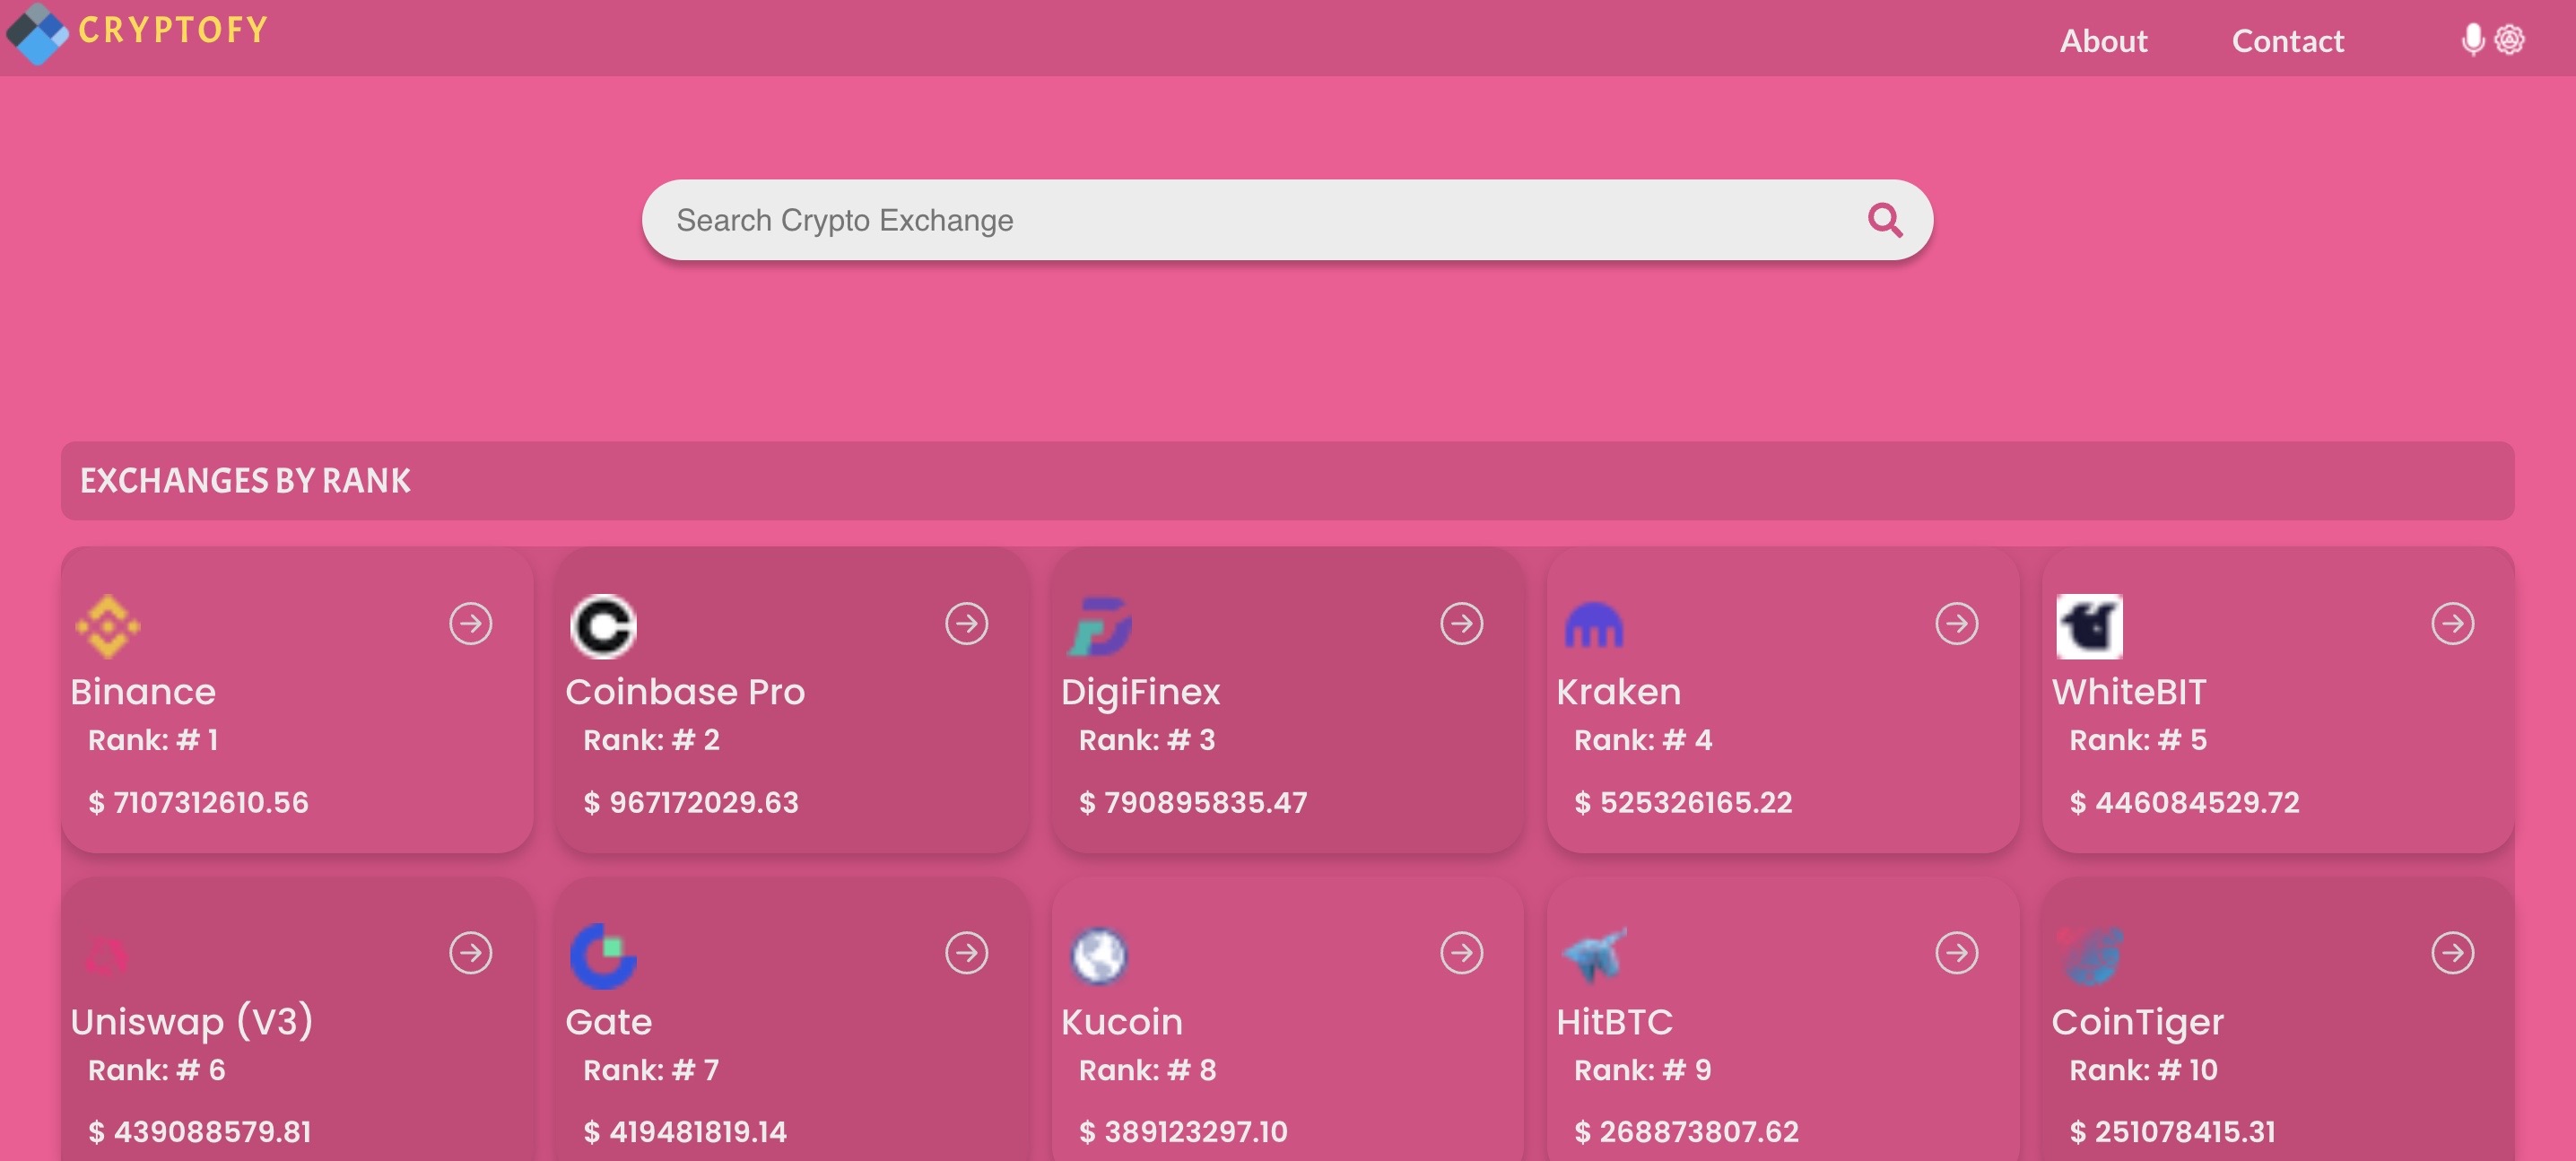 CRYPTOFY
About
Contact
Search Crypto Exchange
EXCHANGES BY RANK
Binance
Rank: # 1
$ 7107312610.56
Coinbase Pro
Rank: # 2
$ 967172029.63
DigiFinex
Rank: # 3
$ 790895835.47
Kraken
Rank: # 4
$ 525326165.22
WhiteBIT
Rank: # 5
$ 446084529.72
Uniswap (V3)
Rank: # 6
$ 439088579.81
Gate
Rank: # 7
$ 419481819.14
Kucoin
Rank: # 8
$ 389123297.10
HitBTC
Rank: # 9
$ 268873807.62
CoinTiger
Rank: # 10
$ 251078415.31